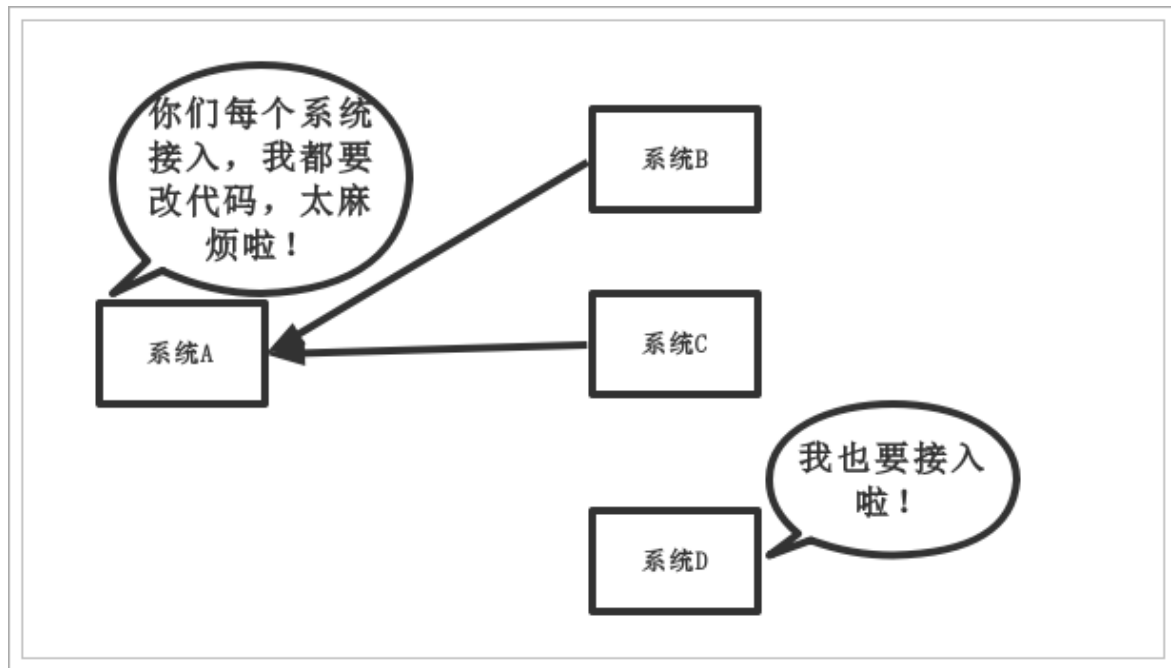 你们每个系统
接入，我都要
改代码，太麻
烦啦！
系统B
系统A
系统C
我也要接入
啦！
系统D